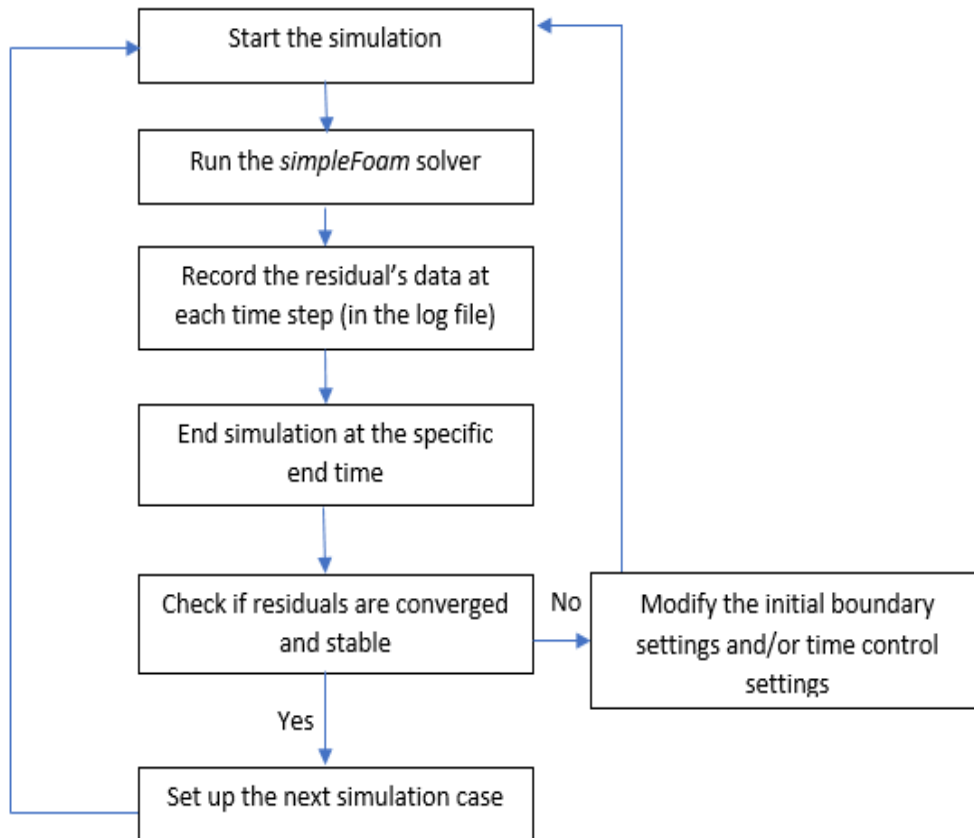 Start the simulation
Run the simpleFoam solver
Record the residual's data at
each time step (in the log file)
End simulation at the specific
end time
Check if residuals are converged
and stable
No
Modify the initial boundary
settings and/or time control
settings
Yes
Set up the next simulation case